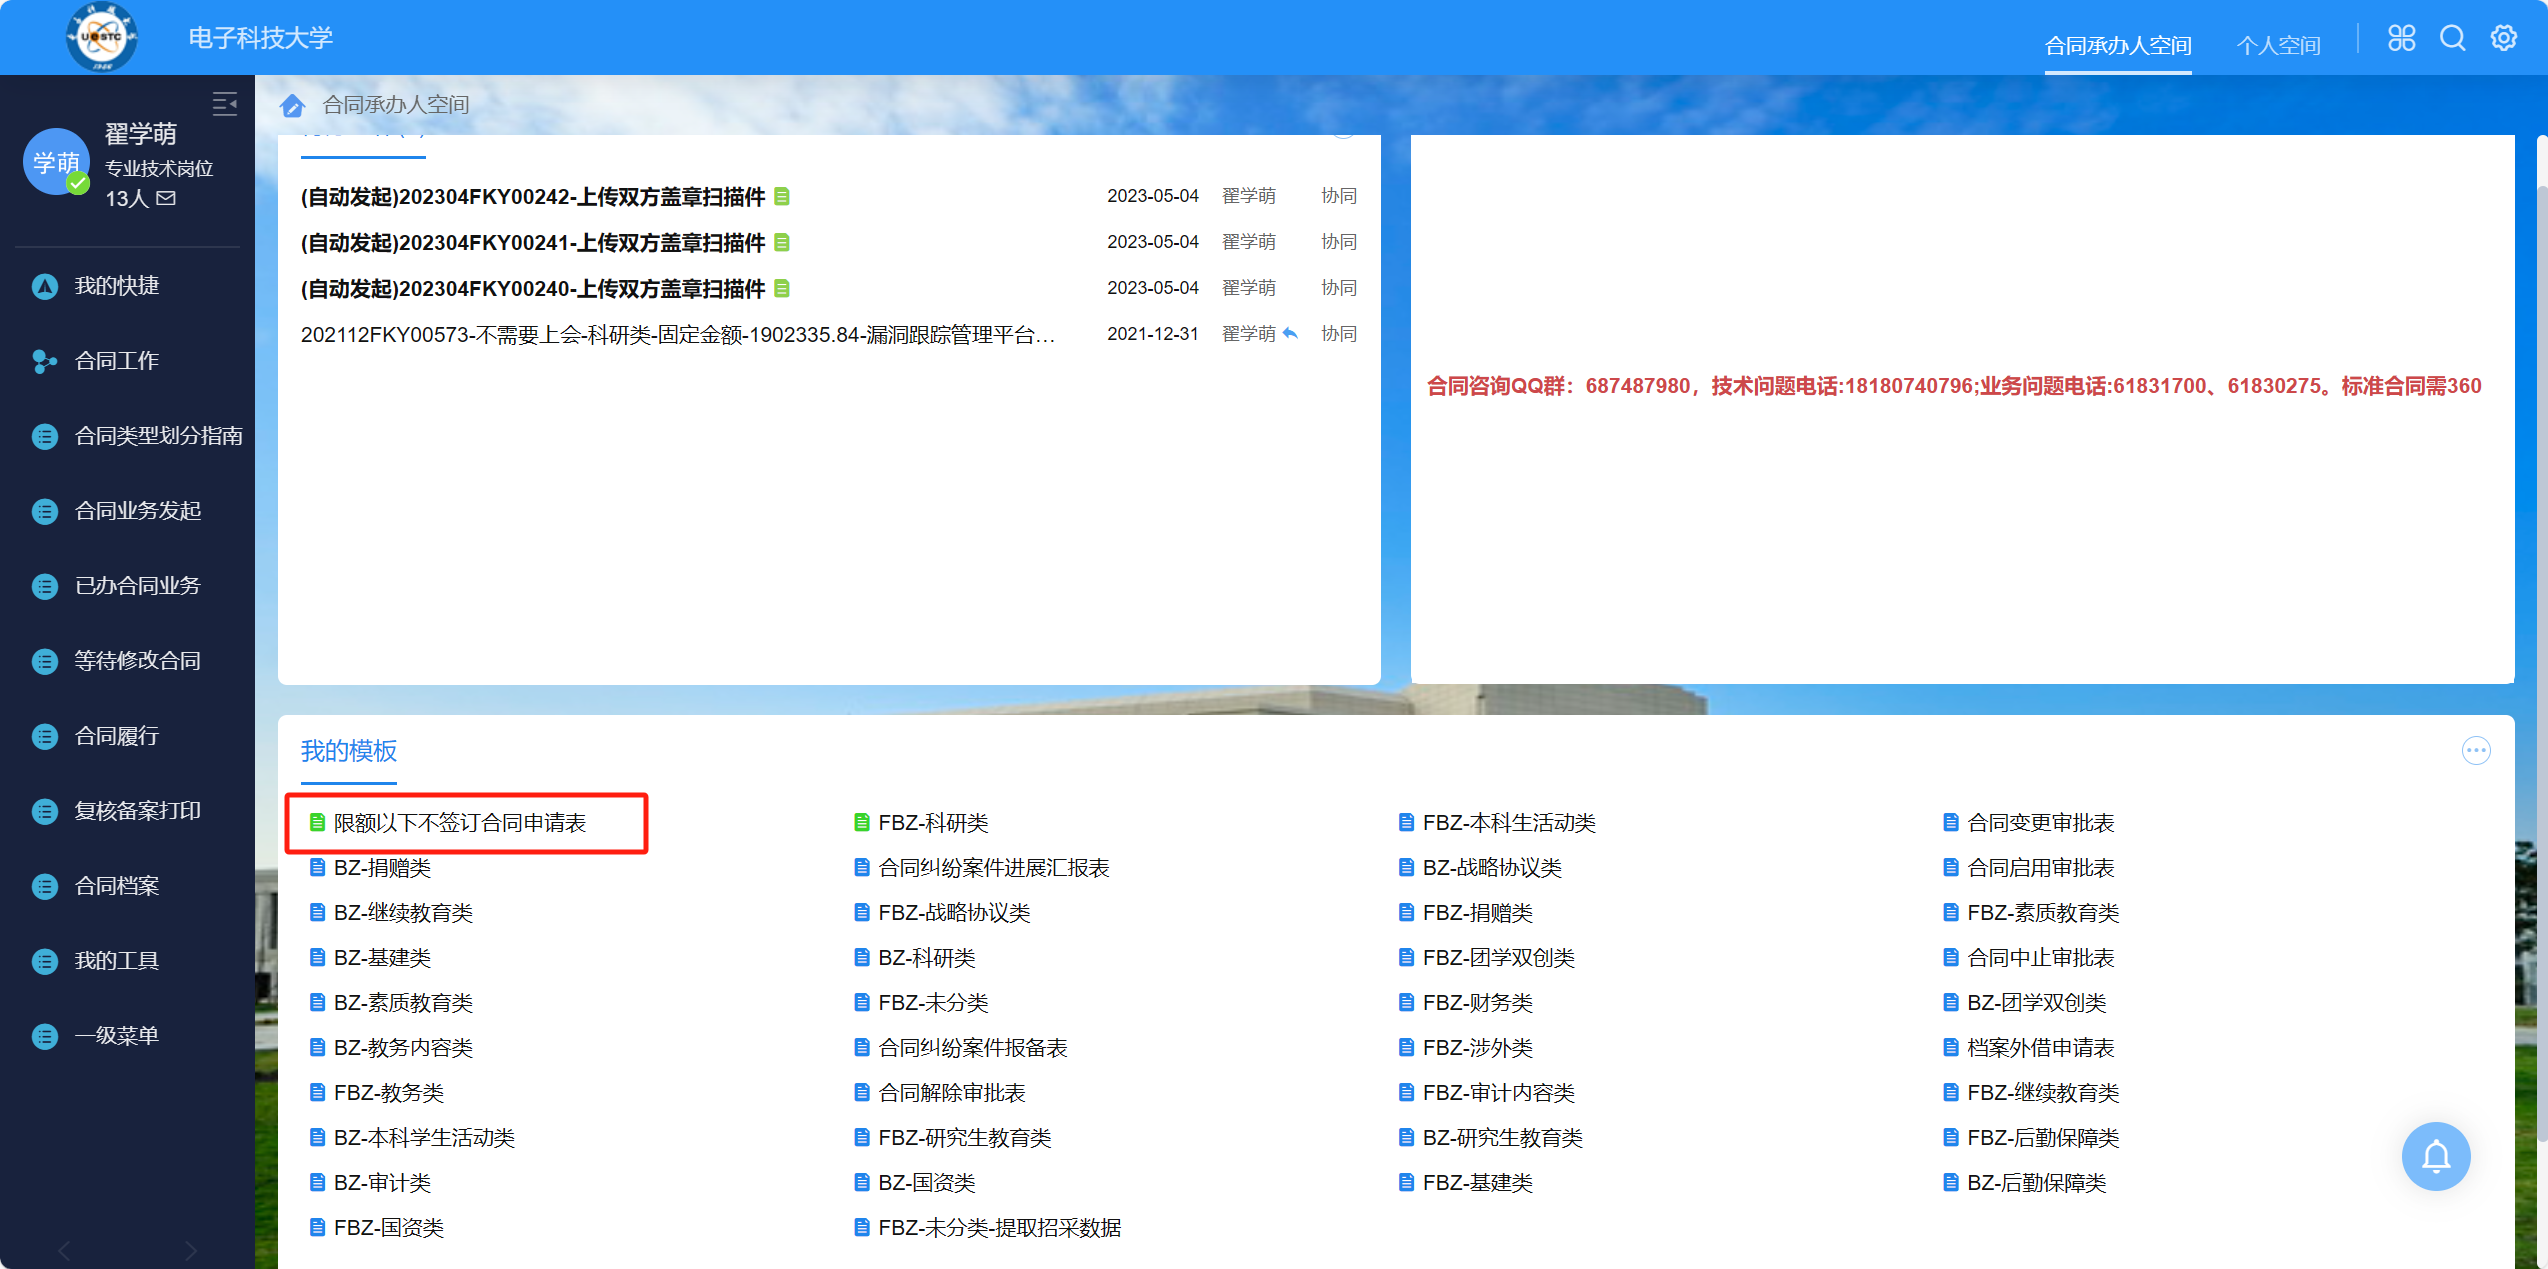 电子科技大学
合同承办人空间
个人空间
翟学萌
学萌
专业技术岗位
13人
我的快捷
合同工作
合同类型划分指南
合同业务发起
已办合同业务
等待修改合同
合同履行
复核备案打印
合同档案
我的工具
一级菜单
合同承办人空间
(自动发起)202304FKY00242-上传双方盖章扫描件 2023-05-04 翟学萌 协同
(自动发起)202304FKY00241-上传双方盖章扫描件 2023-05-04 翟学萌 协同
(自动发起)202304FKY00240-上传双方盖章扫描件 2023-05-04 翟学萌 协同
202112FKY00573-不需要上会-科研类-固定金额-1902335.84-漏洞跟踪管理平台... 2021-12-31 翟学萌 协同
合同咨询QQ群：687487980，技术问题电话:18180740796;业务问题电话:61831700、61830275。标准合同需360
我的模板
限额以下不签订合同申请表 FBZ-科研类 FBZ-本科生活动类 合同变更审批表
BZ-捐赠类 合同纠纷案件进展汇报表 BZ-战略协议类 合同启用审批表
BZ-继续教育类 FBZ-战略协议类 FBZ-捐赠类 FBZ-素质教育类
BZ-基建类 BZ-科研类 FBZ-团学双创类 合同中止审批表
BZ-素质教育类 FBZ-未分类 FBZ-财务类 BZ-团学双创类
BZ-教务内容类 合同纠纷案件报备表 FBZ-涉外类 档案外借申请表
FBZ-教务类 合同解除审批表 FBZ-审计内容类 FBZ-继续教育类
BZ-本科学生活动类 FBZ-研究生教育类 BZ-研究生教育类 FBZ-后勤保障类
BZ-审计类 BZ-国资类 FBZ-基建类 BZ-后勤保障类
FBZ-国资类 FBZ-未分类-提取招采数据